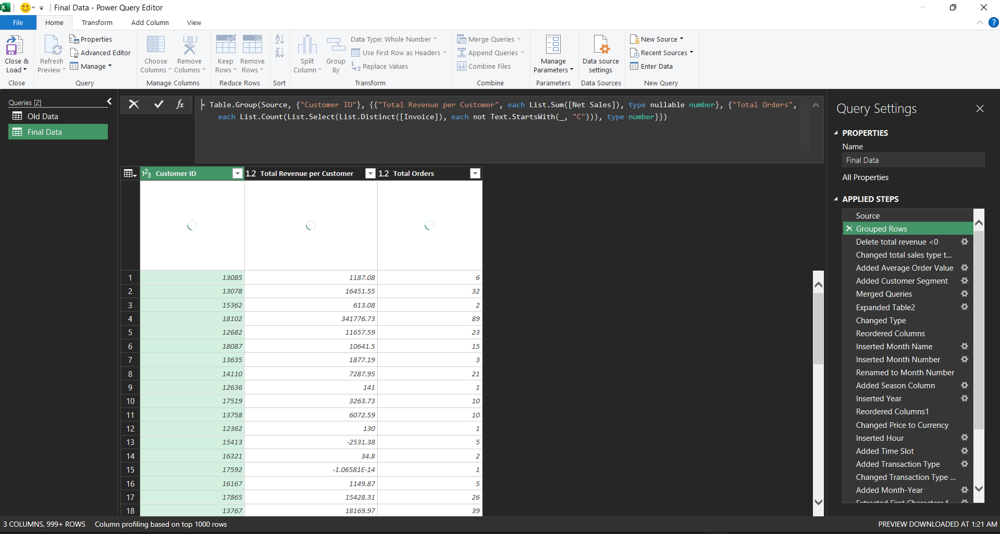 Final Data - Power Query Editor
File Home Transform Add Column View
Close & Load
Close
Refresh Preview
Properties
Advanced Editor
Manage
Query
Choose Columns
Remove Columns
Manage Columns
Keep Rows
Remove Rows
Reduce Rows
Sort
Split Column
Group By
Data Type: Whole Number
Use First Row as Headers
Replace Values
Transform
Merge Queries
Append Queries
Combine Files
Combine
Manage Parameters
Parameters
Data source settings
Data Sources
New Source
Recent Sources
Enter Data
New Query
Queries [2]
Old Data
Final Data
fx
= Table.Group(Source, {"Customer ID"}, {{"Total Revenue per Customer", each List.Sum([Net Sales]), type nullable number}, {"Total Orders",
each List.Count(List.Select(List.Distinct([Invoice]), each not Text.StartsWith(_, "C"))), type number}})
123 Customer ID 1.2 Total Revenue per Customer 1.2 Total Orders
1 13085 1187.08 6
2 13078 16451.55 32
3 15362 613.08 2
4 18102 341776.73 89
5 12682 11657.59 23
6 18087 10641.5 15
7 13635 1877.19 3
8 14110 7287.95 21
9 12636 141 1
10 17519 3263.73 10
11 13758 6072.59 10
12 12362 130 1
13 15413 -2531.38 5
14 16321 34.8 2
15 17592 -1.06581E-14 1
16 16167 1149.87 5
17 17865 15428.31 26
18 13767 18169.97 39
Query Settings
PROPERTIES
Name
Final Data
All Properties
APPLIED STEPS
Source
Grouped Rows
Delete total revenue <0
Changed total sales type t...
Added Average Order Value
Added Customer Segment
Merged Queries
Expanded Table2
Changed Type
Reordered Columns
Inserted Month Name
Inserted Month Number
Renamed to Month Number
Added Season Column
Inserted Year
Reordered Columns1
Changed Price to Currency
Inserted Hour
Added Time Slot
Added Transaction Type
Changed Transaction Type ...
Added Month-Year
Extracted First Characters f
3 COLUMNS, 999+ ROWS Column profiling based on top 1000 rows
PREVIEW DOWNLOADED AT 1:21 AM